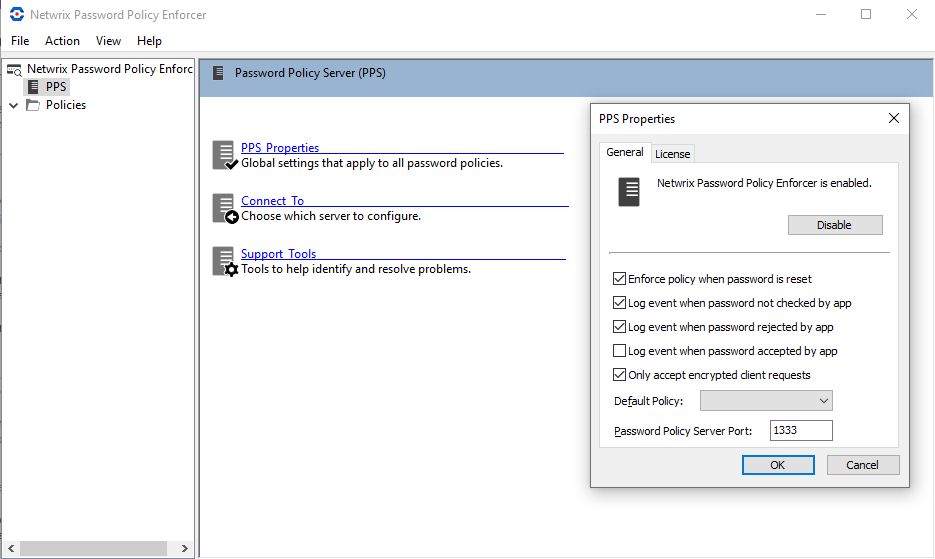 Netwrix Password Policy Enforcer
File Action View Help
Netwrix Password Policy Enforc
PPS
Policies
Password Policy Server (PPS)
PPS Properties
Global settings that apply to all password policies.
Connect To
Choose which server to configure.
Support Tools
Tools to help identify and resolve problems.
PPS Properties
General License
Netwrix Password Policy Enforcer is enabled.
Disable
Enforce policy when password is reset
Log event when password not checked by app
Log event when password rejected by app
Log event when password accepted by app
Only accept encrypted client requests
Default Policy:
Password Policy Server Port: 1333
OK Cancel